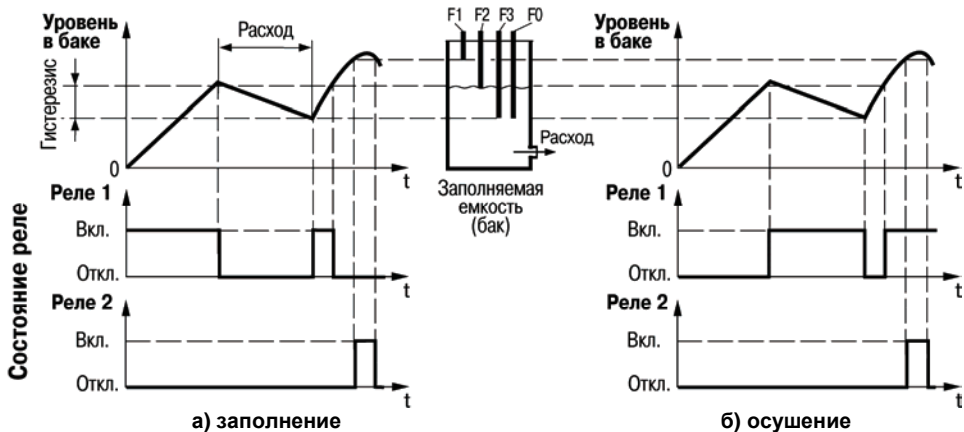 Уровень
в баке
Расход
Гистерезис
0
t
Реле 1
Вкл.
Откл.
t
Реле 2
Вкл.
Откл.
t
Состояние реле
а) заполнение
F1 F2 F3 F0
Расход
Заполняемая
емкость
(бак)
Уровень
в баке
0
t
Реле 1
Вкл.
Откл.
t
Реле 2
Вкл.
Откл.
t
б) осушение